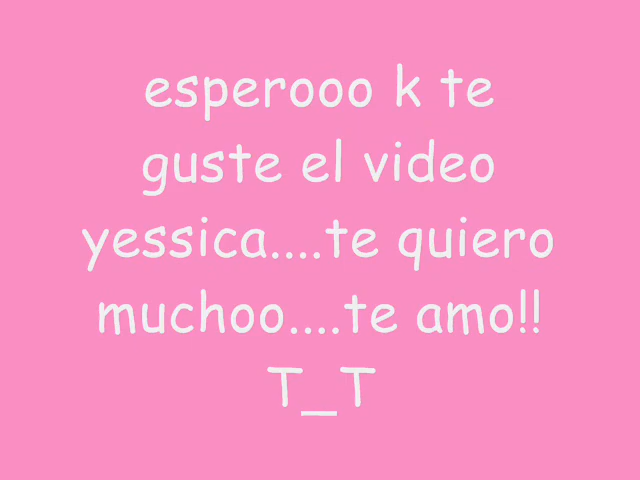 esperooo k te
guste el video
yessica....te quiero
muchoo....te amo!!
T_T